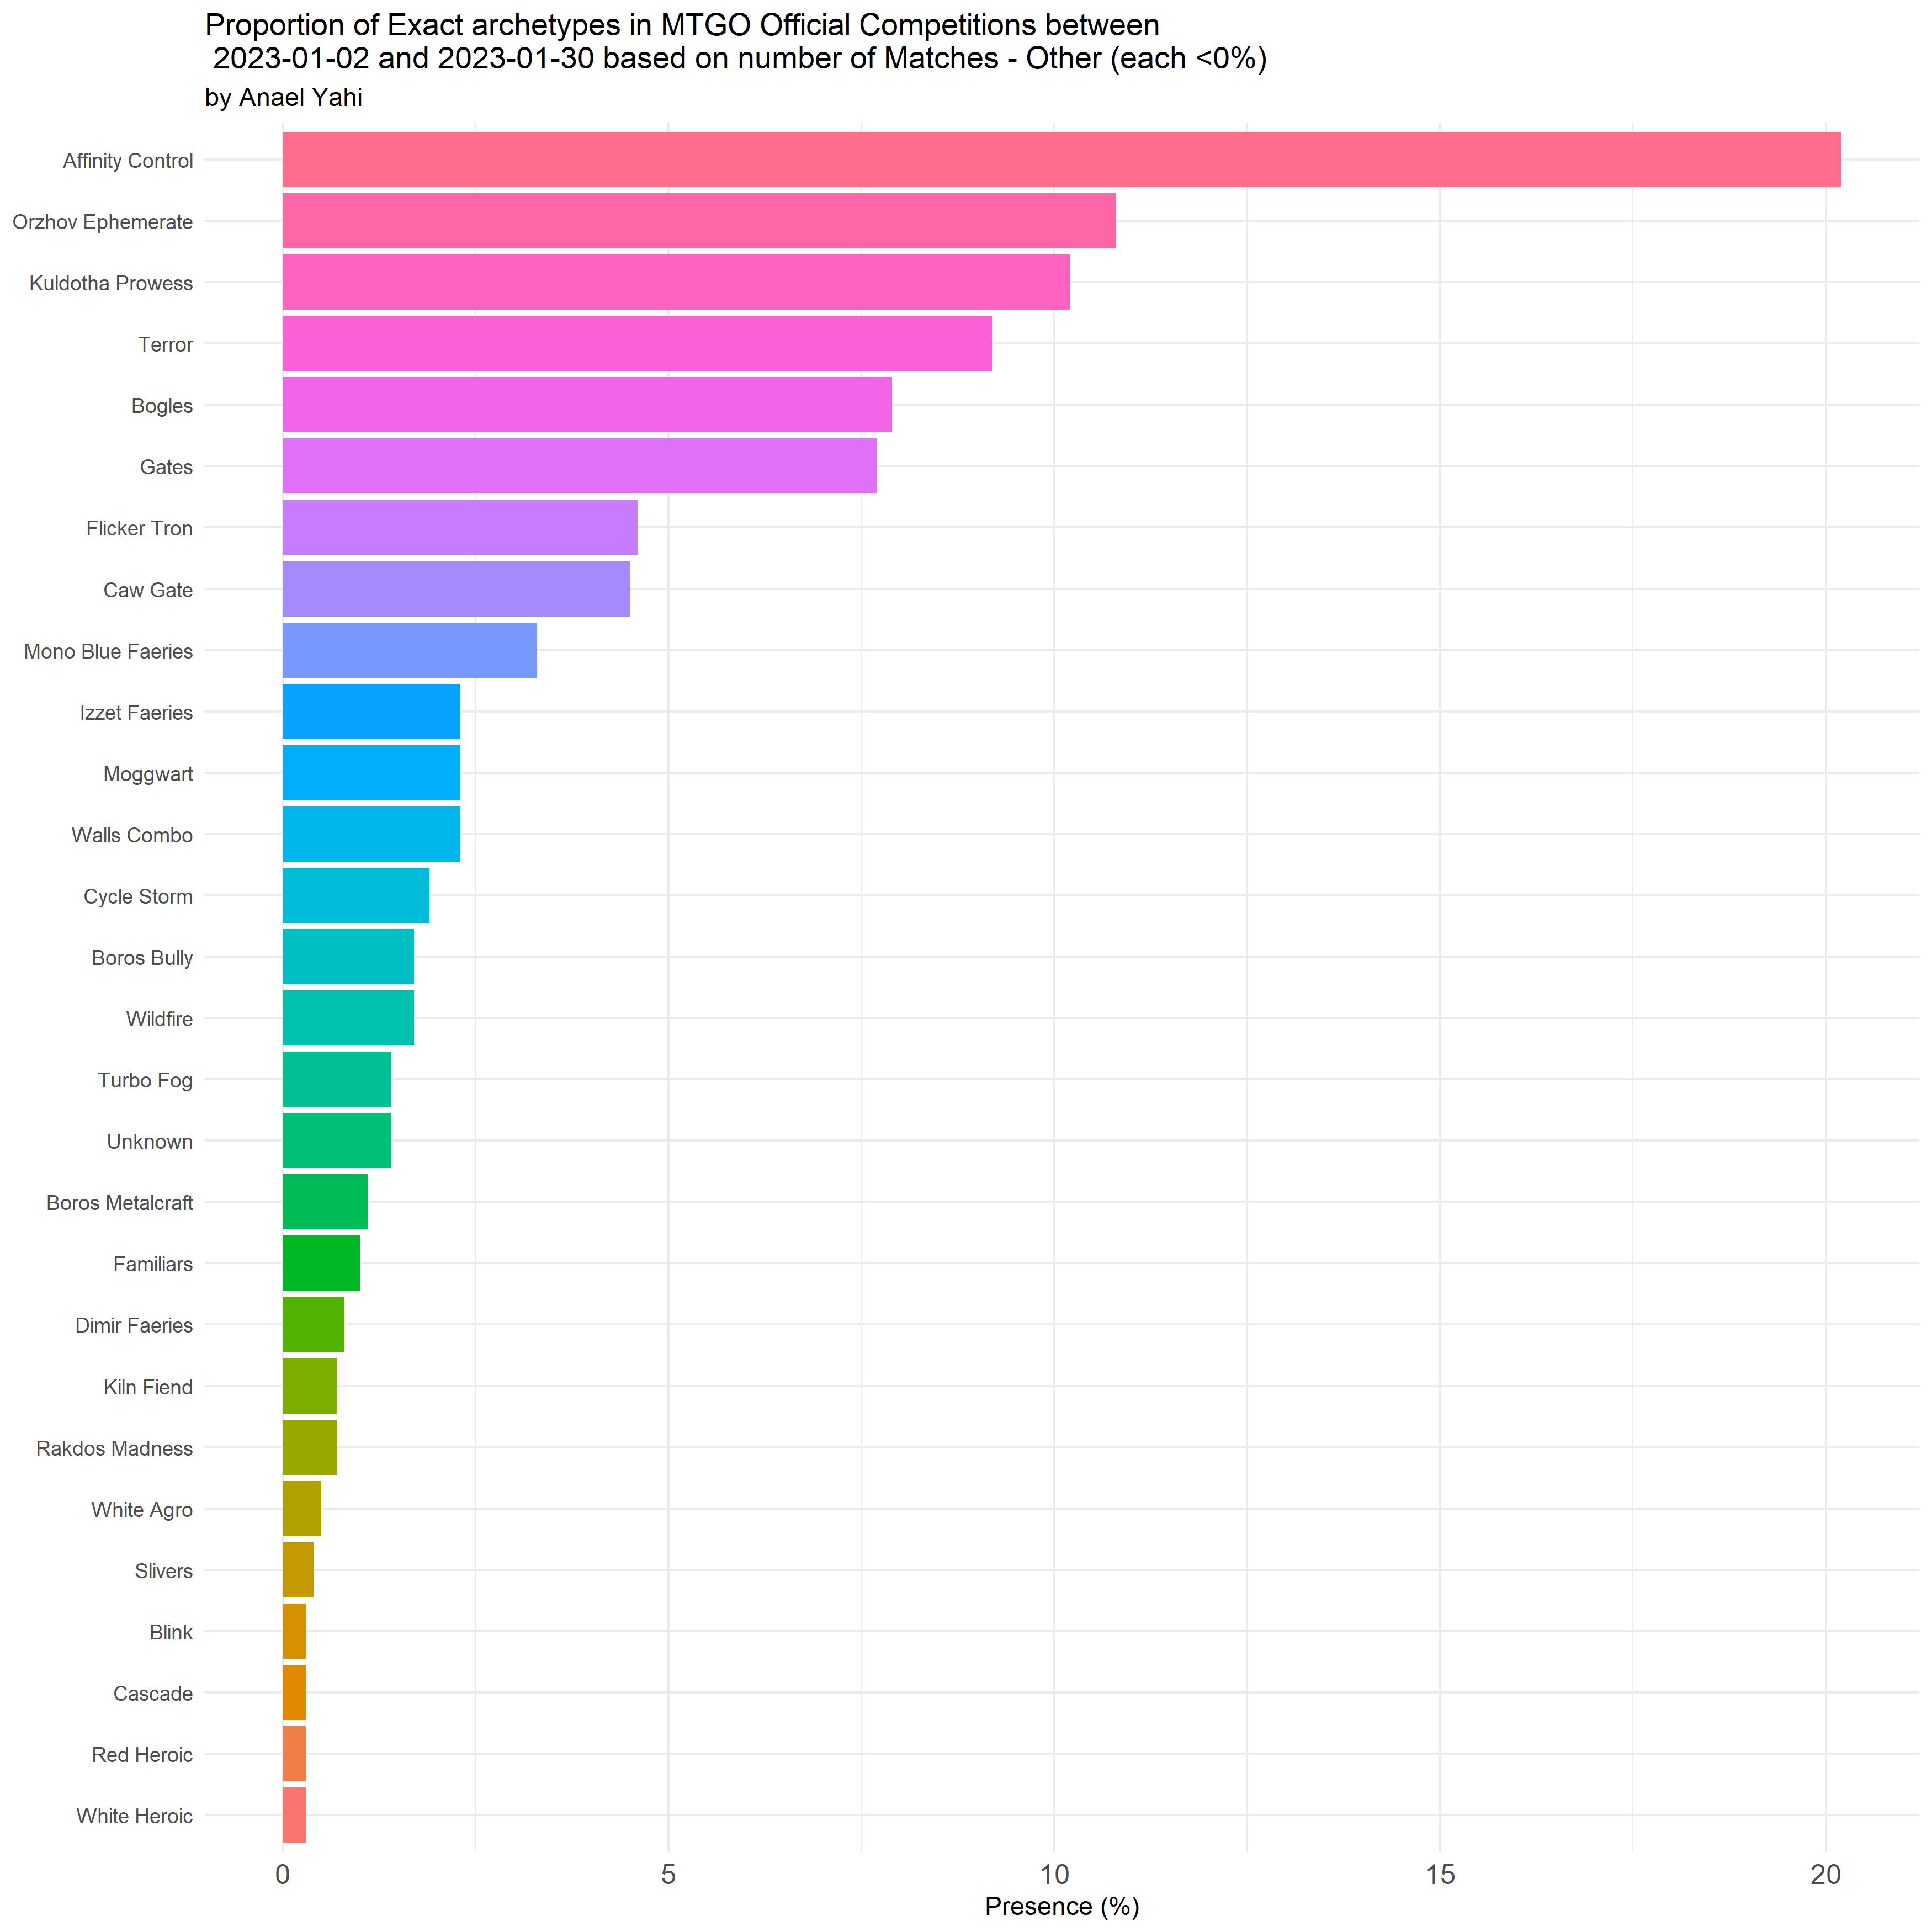 Proportion of Exact archetypes in MTGO Official Competitions between
2023-01-02 and 2023-01-30 based on number of Matches - Other (each <0%)
by Anael Yahi
Affinity Control
Orzhov Ephemerate
Kuldotha Prowess
Terror
Bogles
Gates
Flicker Tron
Caw Gate
Mono Blue Faeries
Izzet Faeries
Moggwart
Walls Combo
Cycle Storm
Boros Bully
Wildfire
Turbo Fog
Unknown
Boros Metalcraft
Familiars
Dimir Faeries
Kiln Fiend
Rakdos Madness
White Agro
Slivers
Blink
Cascade
Red Heroic
White Heroic
0 5 10 15 20
Presence (%)